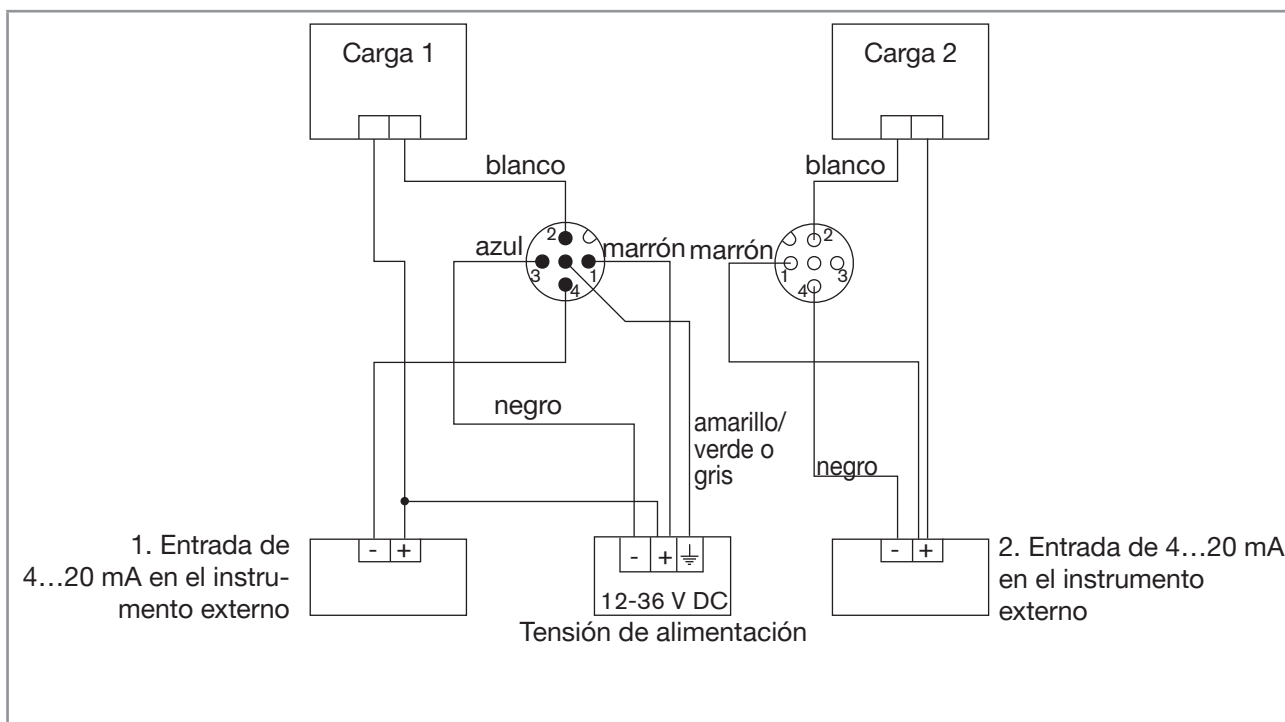 Carga 1
Carga 2
blanco
blanco
azul
2
marrón
marrón
2
3
1
1
3
4
4
negro
amarillo/
verde o
gris
negro
1. Entrada de
4...20 mA en el instru-
mento externo
- +
- +
12-36 V DC
Tensión de alimentación
- +
2. Entrada de 4...20 mA
en el instrumento
externo